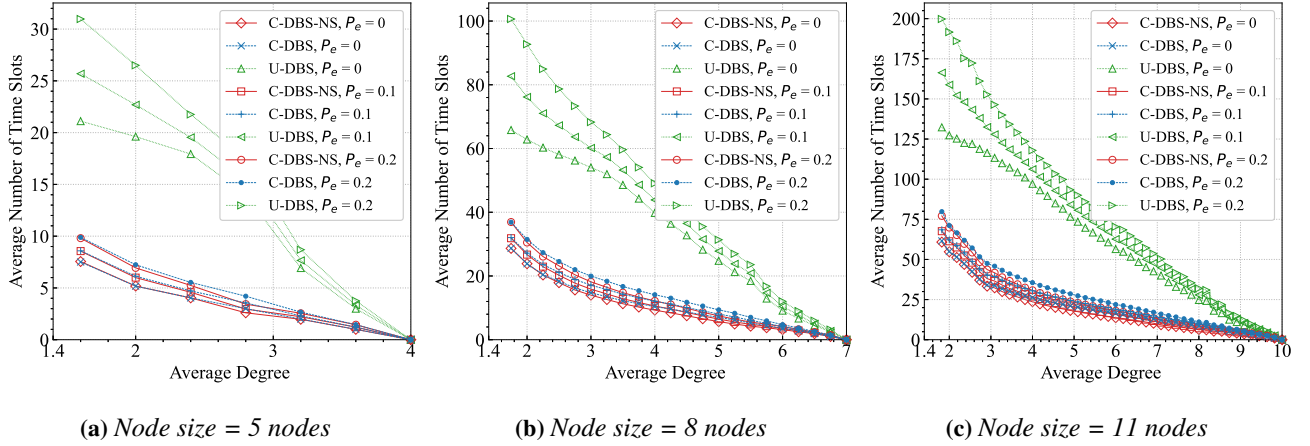 Average Number of Time Slots
30
25
20
15
10
5
0
1.4
2
3
4
Average Degree
C-DBS-NS, Pe = 0
C-DBS, Pe = 0
U-DBS, Pe = 0
C-DBS-NS, Pe = 0.1
C-DBS, Pe = 0.1
U-DBS, Pe = 0.1
C-DBS-NS, Pe = 0.2
C-DBS, Pe = 0.2
U-DBS, Pe = 0.2
(a) Node size = 5 nodes
Average Number of Time Slots
100
80
60
40
20
0
1.4
2
3
4
5
6
7
Average Degree
C-DBS-NS, Pe = 0
C-DBS, Pe = 0
U-DBS, Pe = 0
C-DBS-NS, Pe = 0.1
C-DBS, Pe = 0.1
U-DBS, Pe = 0.1
C-DBS-NS, Pe = 0.2
C-DBS, Pe = 0.2
U-DBS, Pe = 0.2
(b) Node size = 8 nodes
Average Number of Time Slots
200
175
150
125
100
75
50
25
0
1.4
2
3
4
5
6
7
8
9
10
Average Degree
C-DBS-NS, Pe = 0
C-DBS, Pe = 0
U-DBS, Pe = 0
C-DBS-NS, Pe = 0.1
C-DBS, Pe = 0.1
U-DBS, Pe = 0.1
C-DBS-NS, Pe = 0.2
C-DBS, Pe = 0.2
U-DBS, Pe = 0.2
(c) Node size = 11 nodes